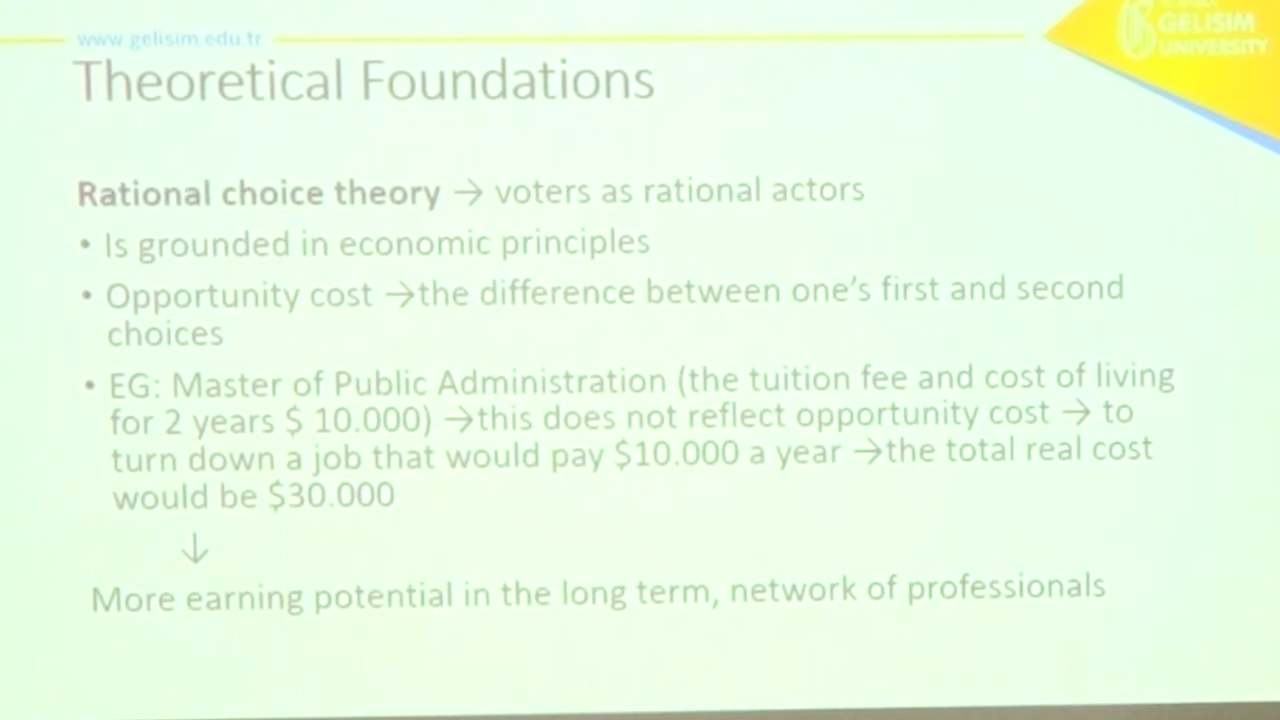 www.gelisim.edu.tr
GELISIM
UNIVERSITY
Theoretical Foundations
Rational choice theory → voters as rational actors
• Is grounded in economic principles
• Opportunity cost →the difference between one's first and second
choices
• EG: Master of Public Administration (the tuition fee and cost of living
for 2 years $ 10.000) →this does not reflect opportunity cost → to
turn down a job that would pay $10.000 a year →the total real cost
would be $30.000
↓
More earning potential in the long term, network of professionals